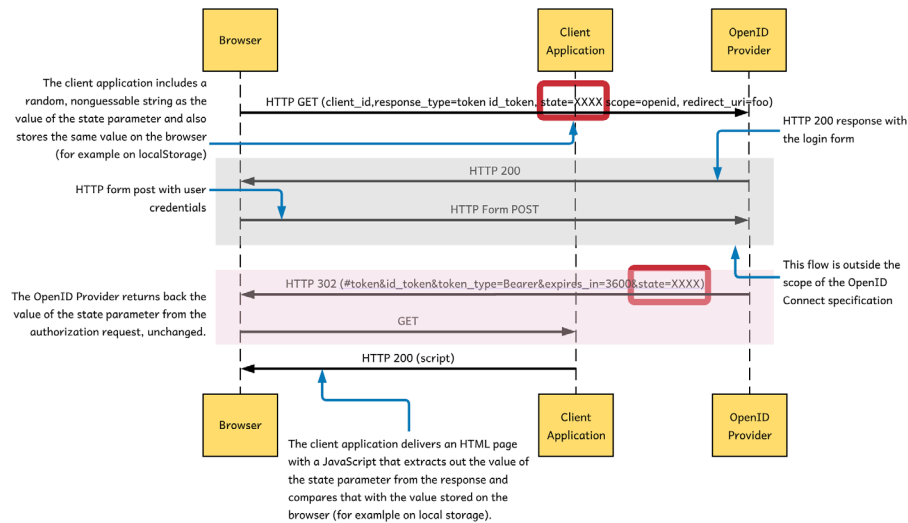 Browser
Client
Application
OpenID
Provider
The client application includes a
random, nonguessable string as the
value of the state parameter and also
stores the same value on the browser
(for example on localStorage)
HTTP GET (client_id,response_type=token id_token, state=XXXX scope=openid, redirect_uri=foo)
HTTP 200 response with
the login form
HTTP 200
HTTP form post with user
credentials
HTTP Form POST
This flow is outside the
scope of the OpenID
Connect specification
HTTP 302 (#token&id_token&token_type=Bearer&expires_in=3600&state=XXXX)
The OpenID Provider returns back the
value of the state parameter from the
authorization request, unchanged.
GET
HTTP 200 (script)
Browser
Client
Application
OpenID
Provider
The client application delivers an HTML page
with a JavaScript that extracts out the value of
the state parameter from the response and
compares that with the value stored on the
browser (for examlple on local storage).